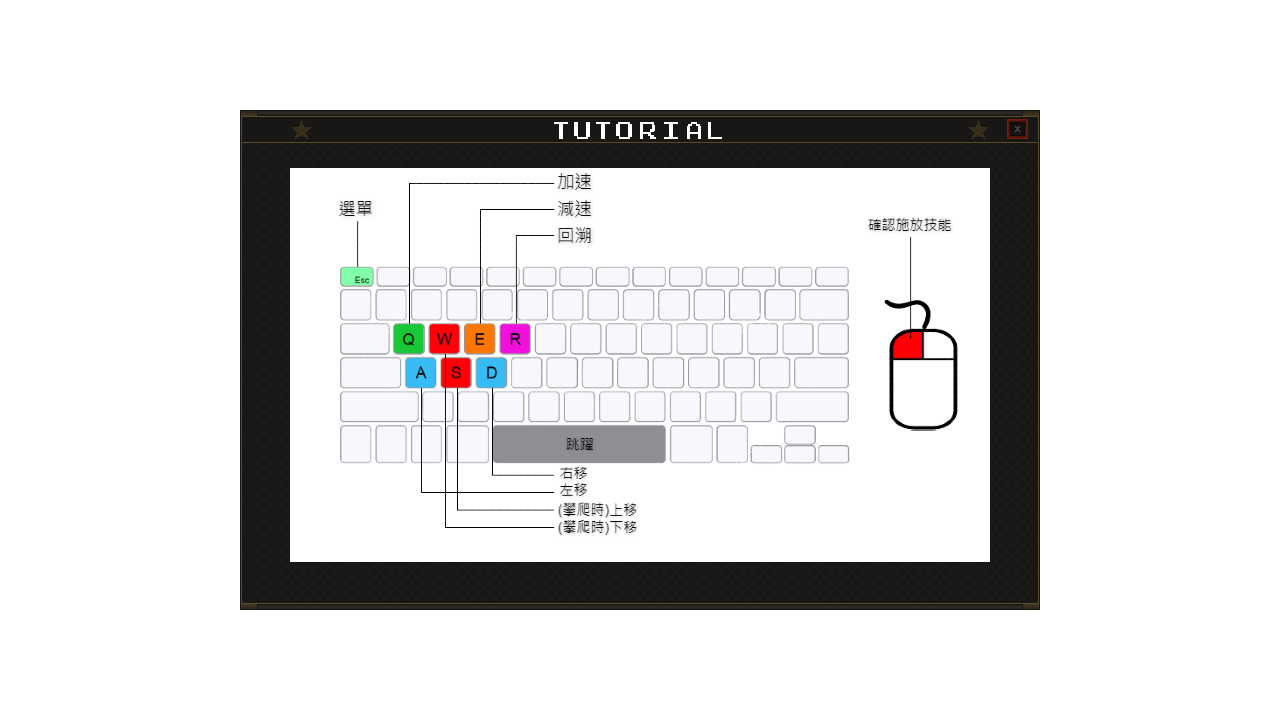 TUTORIAL
x
加速
選單
減速
回溯
確認施放技能
Esc
Q W E R
A S D
跳躍
右移
左移
(攀爬時)上移
(攀爬時)下移